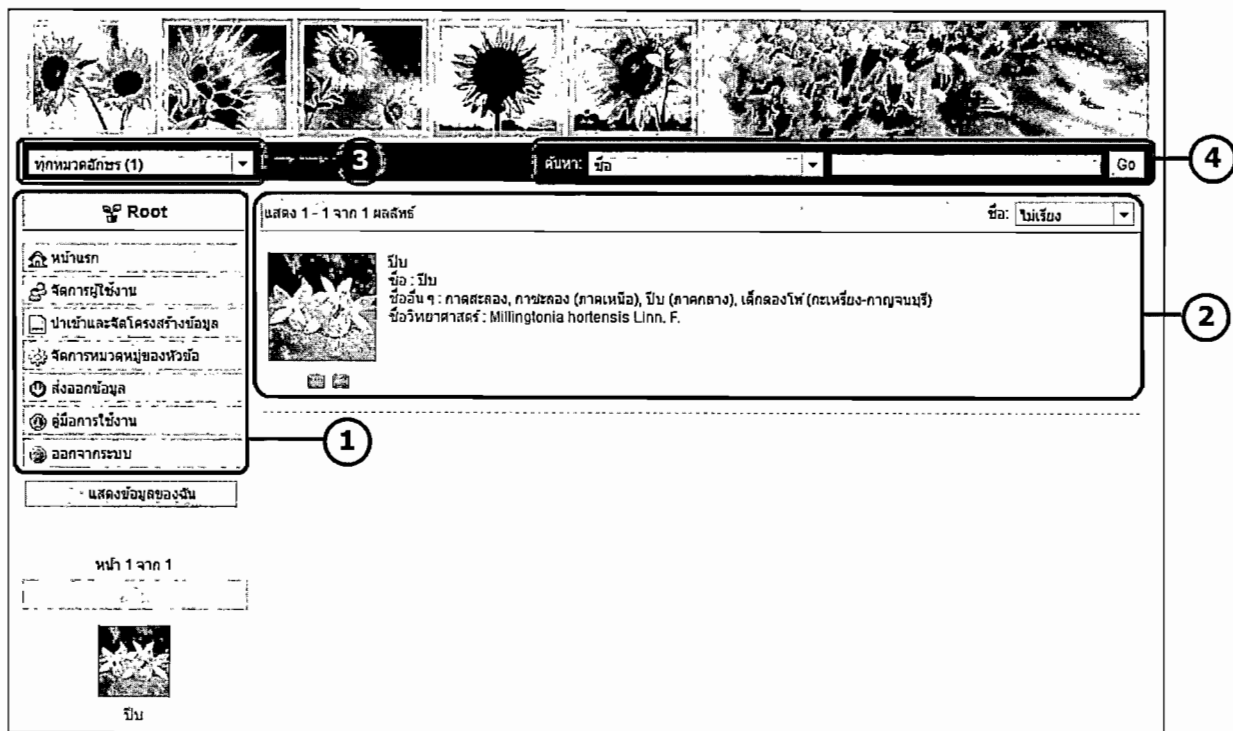 ทุกหมวดอักษร (1)
3
ค้นหา: ชื่อ
Go
4
Root
หน้าแรก
จัดการผู้ใช้งาน
นำเข้าและจัดโครงสร้างข้อมูล
จัดการหมวดหมู่ของหัวข้อ
ส่งออกข้อมูล
คู่มือการใช้งาน
ออกจากระบบ
1
แสดงข้อมูลของฉัน
หน้า 1 จาก 1
ปีบ
แสดง 1 - 1 จาก 1 ผลลัพธ์
ชื่อ: ไม่เรียง
ปีบ
ชื่อ : ปีบ
ชื่ออื่น ๆ : กาดสะลอง, กาซะลอง (ภาคเหนือ), ปีบ (ภาคกลาง), เด็กดองโพ่ (กะเหรี่ยง-กาญจนบุรี)
ชื่อวิทยาศาสตร์ : Millingtonia hortensis Linn. F.
2